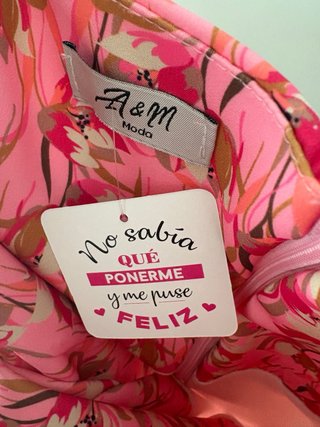 A & M
Moda
No sabía
QUÉ
PONERME
y me puse
FELIZ